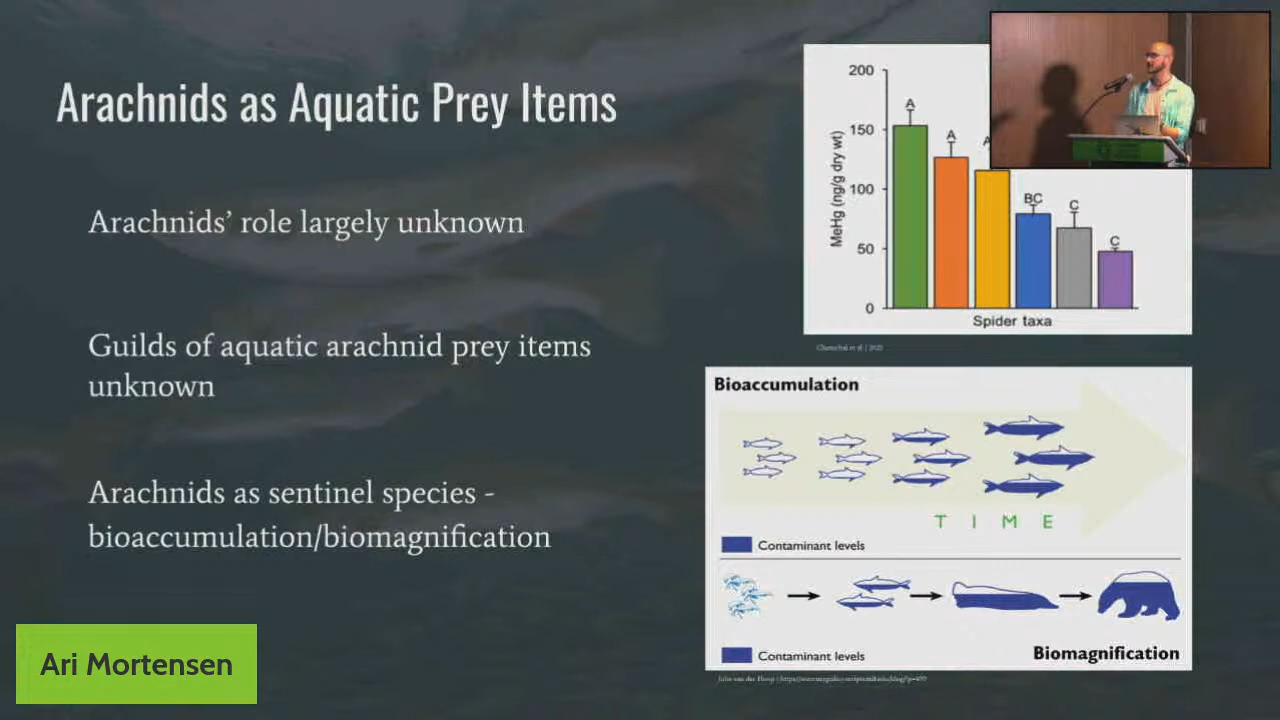 Arachnids as Aquatic Prey Items
Arachnids’ role largely unknown
Guilds of aquatic arachnid prey items
unknown
Arachnids as sentinel species -
bioaccumulation/biomagnification
Ari Mortensen
MeHg (ng/g dry wt)
200
150
100
50
0
A
A
A
BC
C
C
Spider taxa
Bioaccumulation
T I M E
Contaminant levels
Contaminant levels
Biomagnification